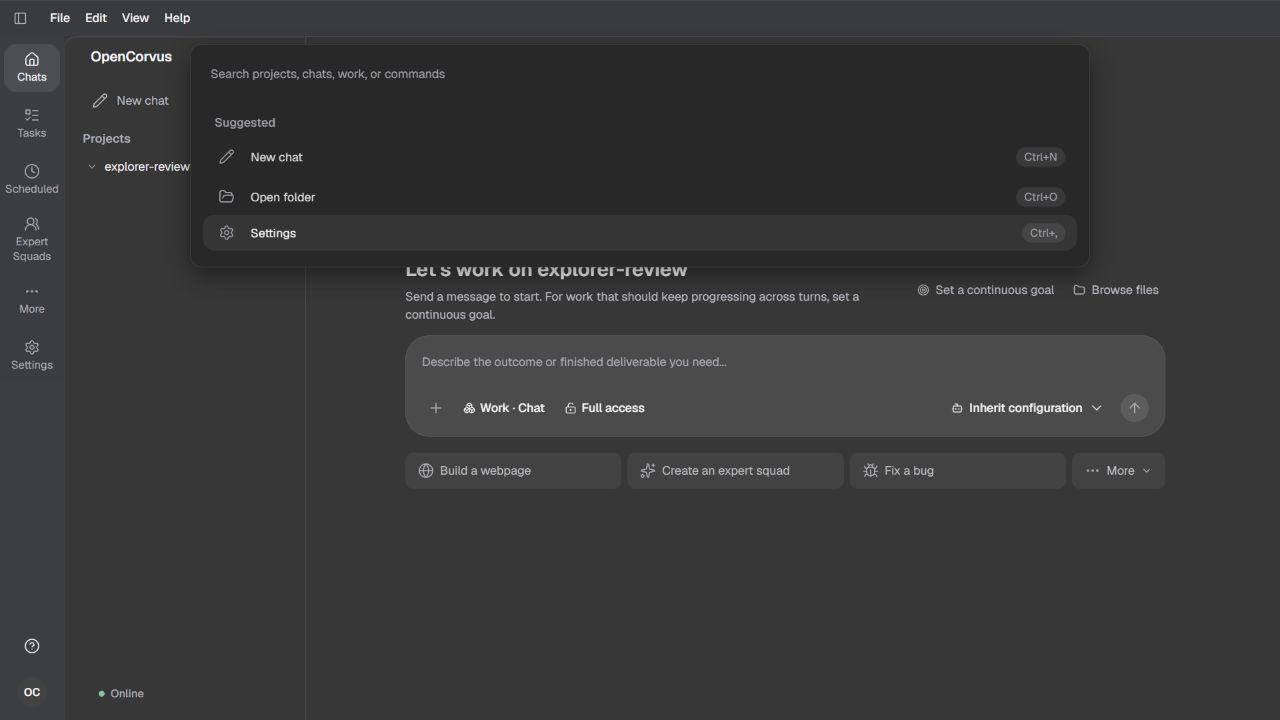 File Edit View Help
Chats
Tasks
Scheduled
Expert
Squads
More
Settings
OC
OpenCorvus
New chat
Projects
explorer-review
Online
Search projects, chats, work, or commands
Suggested
New chat Ctrl+N
Open folder Ctrl+O
Settings Ctrl+,
Let's work on explorer-review
Send a message to start. For work that should keep progressing across turns, set a
continuous goal.
Set a continuous goal Browse files
Describe the outcome or finished deliverable you need...
Work · Chat Full access Inherit configuration
Build a webpage Create an expert squad Fix a bug More